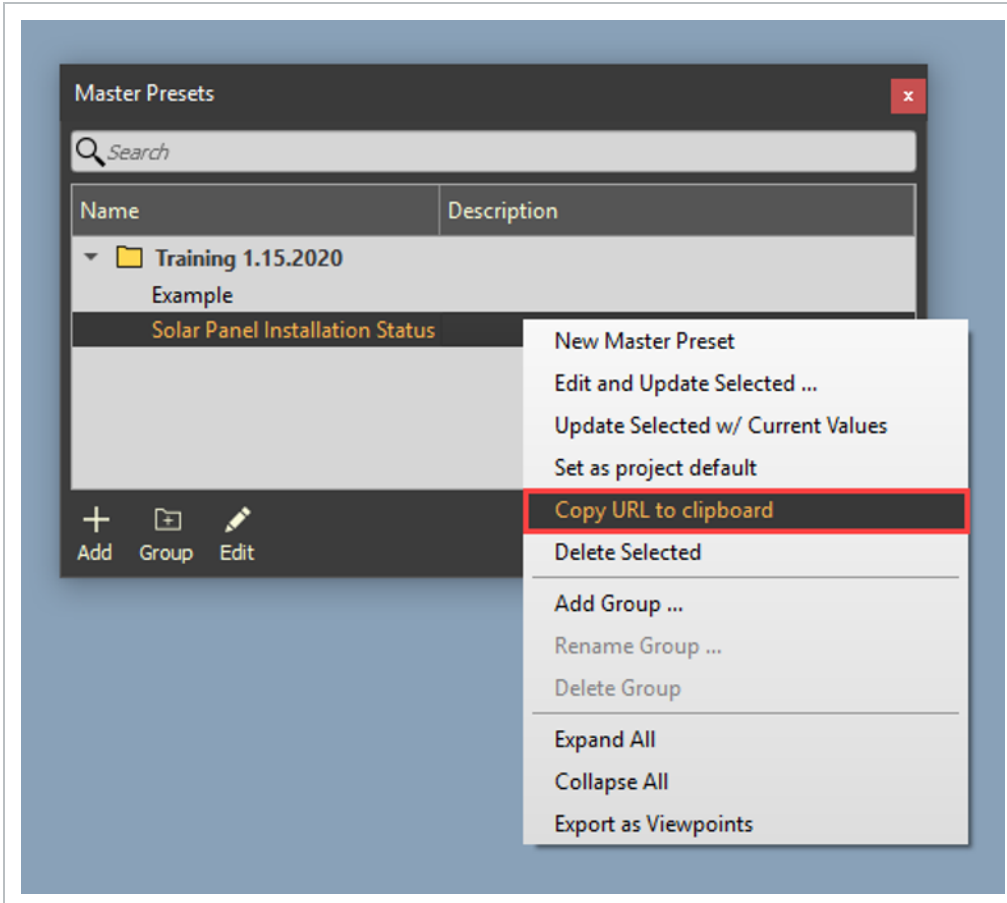 Master Presets
x
Search
Name Description
Training 1.15.2020
Example
Solar Panel Installation Status
New Master Preset
Edit and Update Selected ...
Update Selected w/ Current Values
Set as project default
Copy URL to clipboard
Delete Selected
Add Group Edit
Add Group ...
Rename Group ...
Delete Group
Expand All
Collapse All
Export as Viewpoints